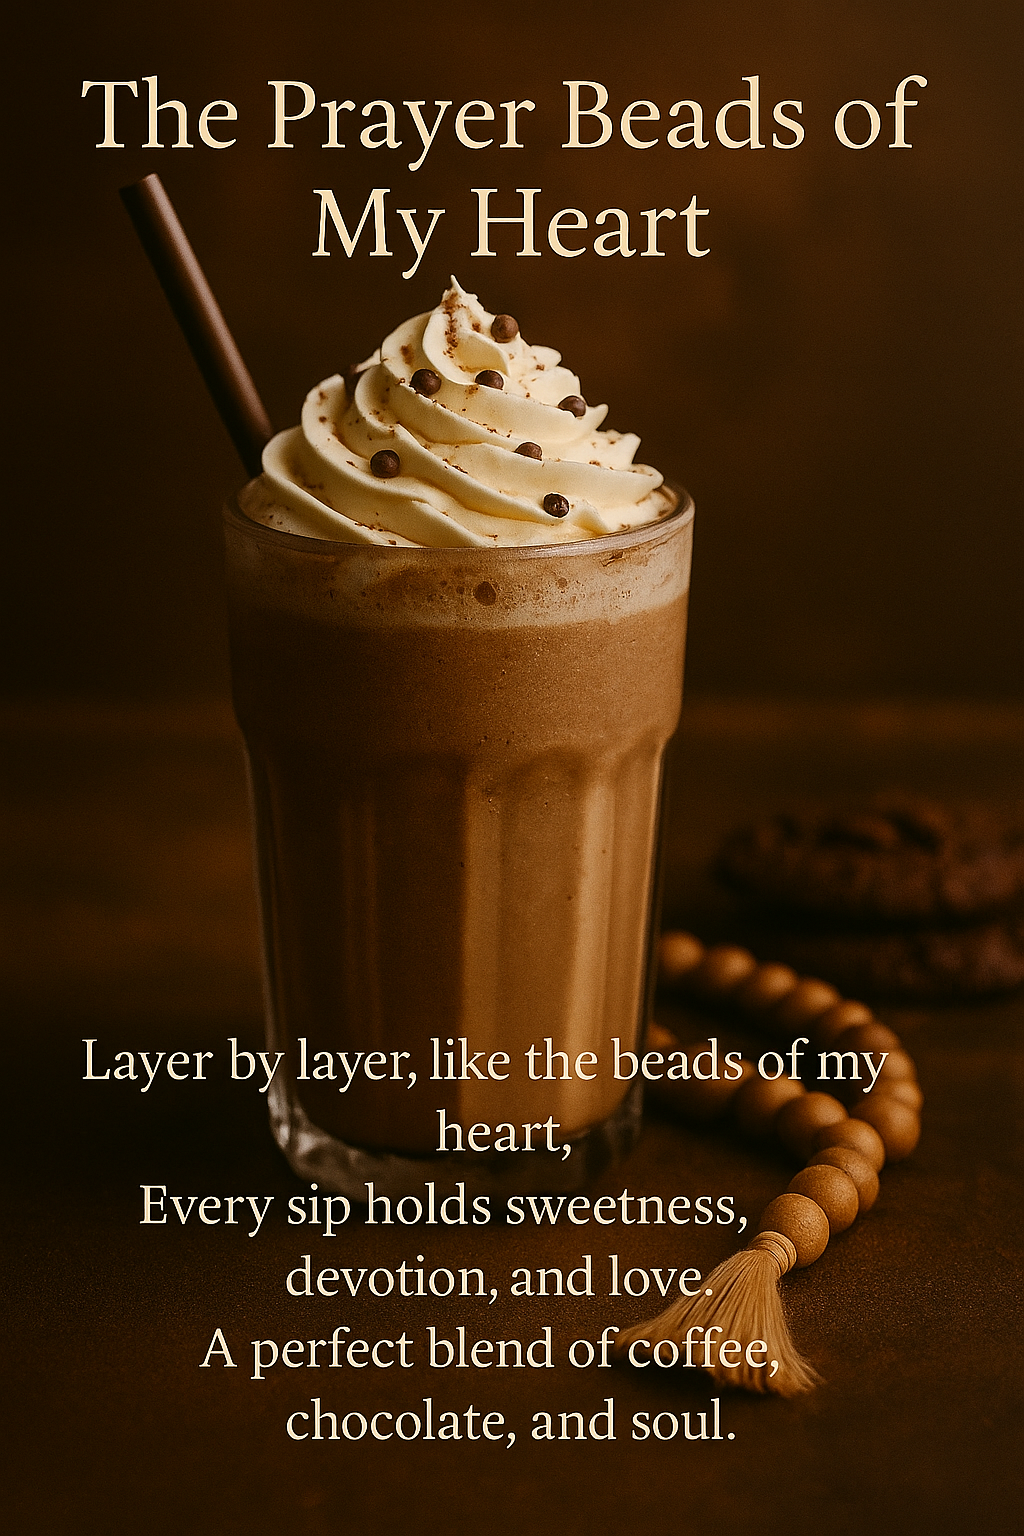 The Prayer Beads of
My Heart
Layer by layer, like the beads of my
heart,
Every sip holds sweetness,
devotion, and love.
A perfect blend of coffee,
chocolate, and soul.